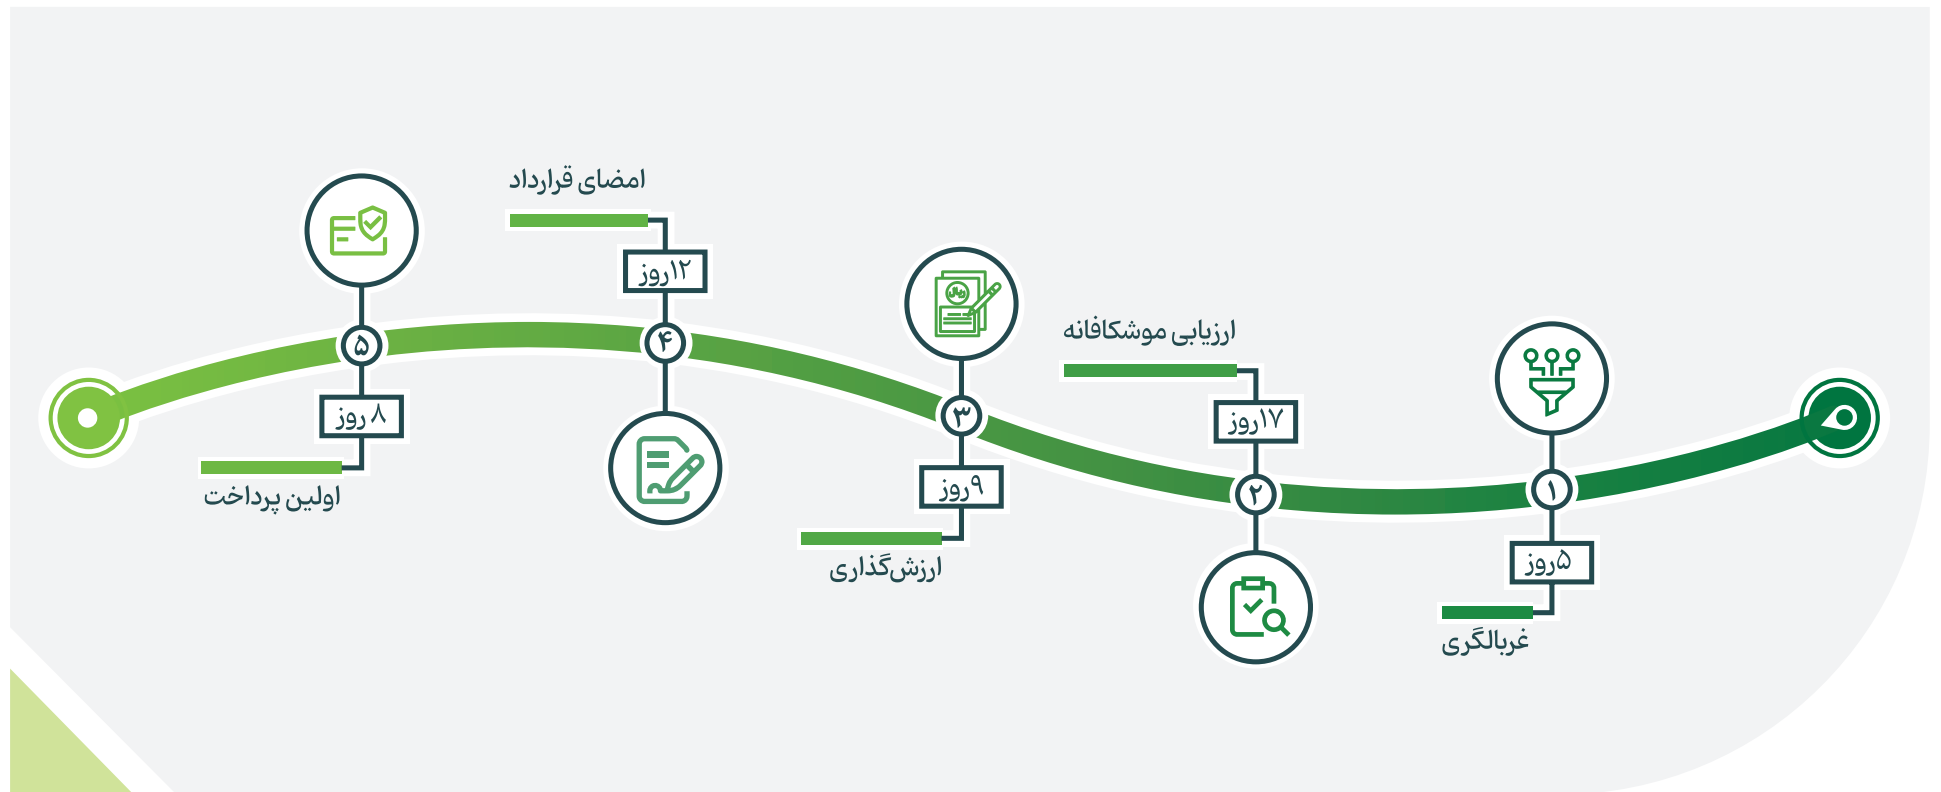 ۱
۵روز
غربالگری
ارزیابی موشکافانه
۱۷روز
۲
ریال
۳
۹روز
ارزش‌گذاری
امضای قرارداد
۱۲روز
۴
۵
۸ روز
اولین پرداخت